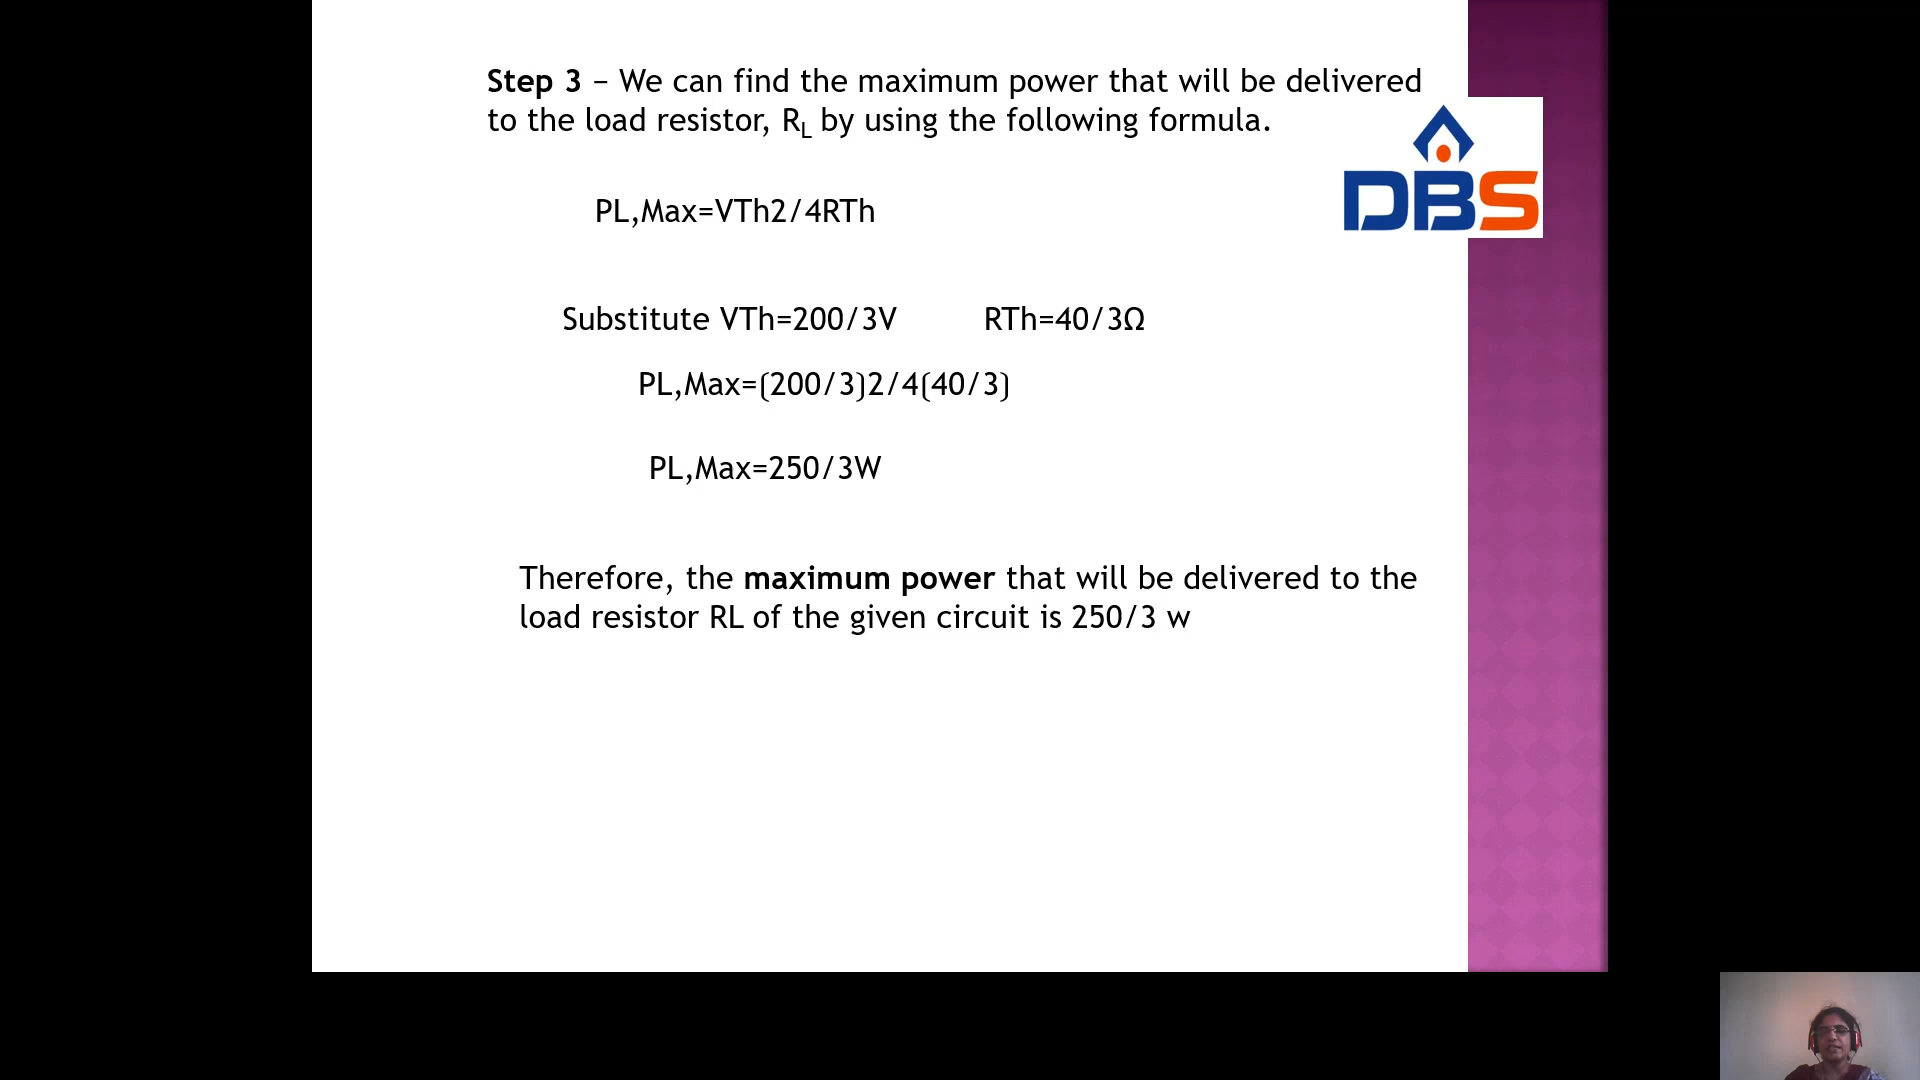 Step 3 – We can find the maximum power that will be delivered
to the load resistor, RL by using the following formula.
DBS
PL,Max=VTh2/4RTh
Substitute VTh=200/3V RTh=40/3Ω
PL,Max=(200/3)2/4(40/3)
PL,Max=250/3W
Therefore, the maximum power that will be delivered to the
load resistor RL of the given circuit is 250/3 w